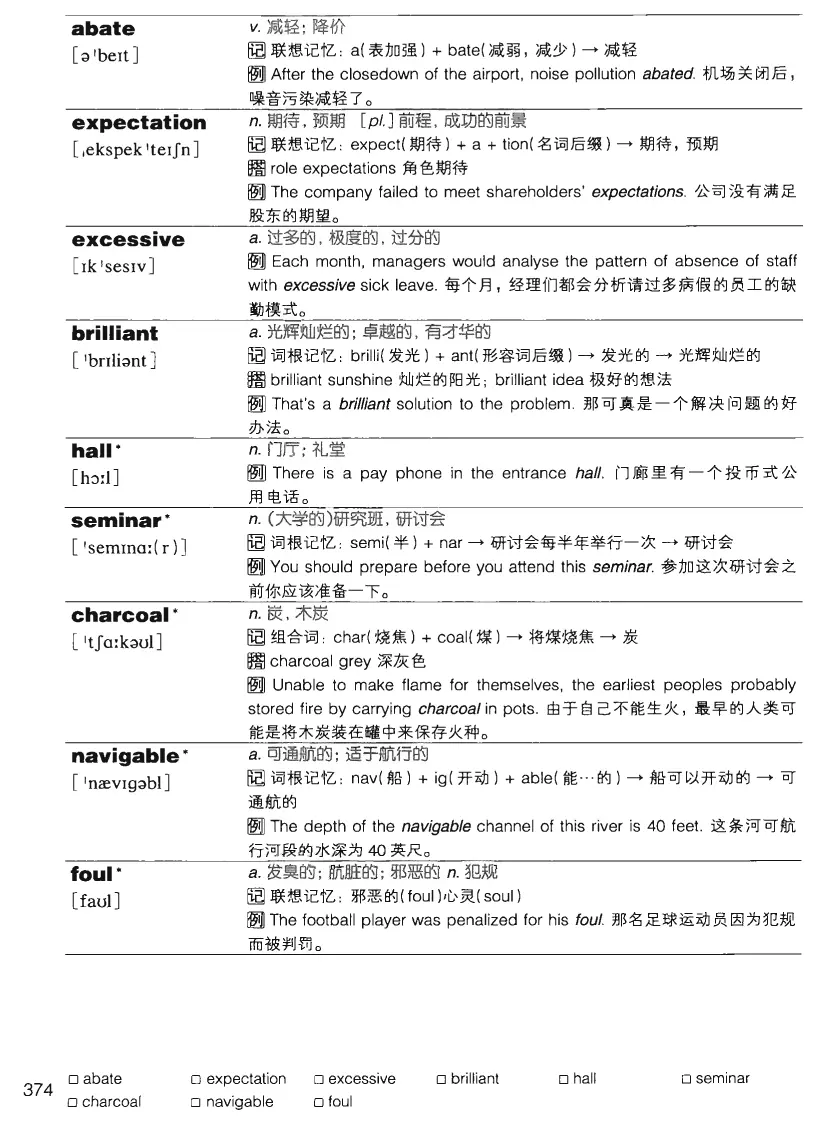 abate v. 减轻；降价
[ə'beɪt] 记 联想记忆：a(表加强) + bate(减弱，减少) → 减轻
例 After the closedown of the airport, noise pollution abated. 机场关闭后，
噪音污染减轻了。
expectation n. 期待，预期 [pl.] 前程，成功的前景
[ˌekspek'teɪʃn] 记 联想记忆：expect(期待) + a + tion(名词后缀) → 期待，预期
搭 role expectations 角色期待
例 The company failed to meet shareholders' expectations. 公司没有满足
股东的期望。
excessive a. 过多的，极度的，过分的
[ɪk'sesɪv] 例 Each month, managers would analyse the pattern of absence of staff
with excessive sick leave. 每个月，经理们都会分析请过多病假的员工的缺
勤模式。
brilliant a. 光辉灿烂的；卓越的，有才华的
['brɪliənt] 记 词根记忆：brilli(发光) + ant(形容词后缀) → 发光的 → 光辉灿烂的
搭 brilliant sunshine 灿烂的阳光；brilliant idea 极好的想法
例 That's a brilliant solution to the problem. 那可真是一个解决问题的好
办法。
hall* n. 门厅；礼堂
[hɔːl] 例 There is a pay phone in the entrance hall. 门廊里有一个投币式公
用电话。
seminar* n. (大学的)研究班，研讨会
['semɪnɑː(r)] 记 词根记忆：semi(半) + nar → 研讨会每半年举行一次 → 研讨会
例 You should prepare before you attend this seminar. 参加这次研讨会之
前你应该准备一下。
charcoal* n. 炭，木炭
['tʃɑːkəʊl] 记 组合词：char(烧焦) + coal(煤) → 将煤烧焦 → 炭
搭 charcoal grey 深灰色
例 Unable to make flame for themselves, the earliest peoples probably
stored fire by carrying charcoal in pots. 由于自己不能生火，最早的人类可
能是将木炭装在罐中来保存火种。
navigable* a. 可通航的；适于航行的
['nævɪɡəbl] 记 词根记忆：nav(船) + ig(开动) + able(能…的) → 船可以开动的 → 可
通航的
例 The depth of the navigable channel of this river is 40 feet. 这条河可航
行河段的水深为 40 英尺。
foul* a. 发臭的；肮脏的；邪恶的 n. 犯规
[faʊl] 记 联想记忆：邪恶的(foul)心灵(soul)
例 The football player was penalized for his foul. 那名足球运动员因为犯规
而被判罚。
374 □ abate □ expectation □ excessive □ brilliant □ hall □ seminar
□ charcoal □ navigable □ foul